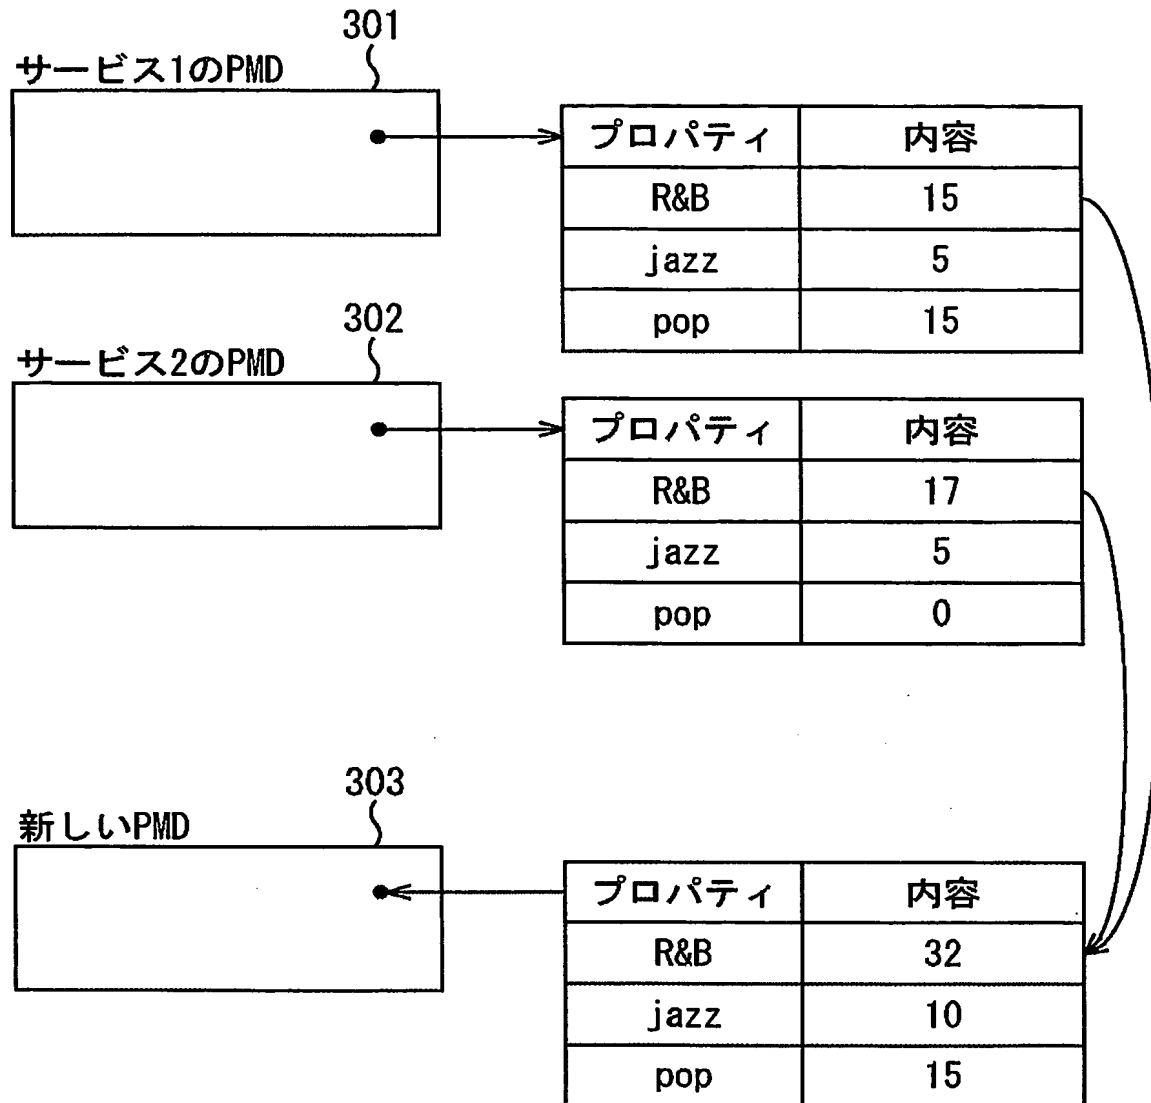 301
サービス1のPMD
プロパティ 内容
R&B 15
jazz 5
pop 15
302
サービス2のPMD
プロパティ 内容
R&B 17
jazz 5
pop 0
303
新しいPMD
プロパティ 内容
R&B 32
jazz 10
pop 15